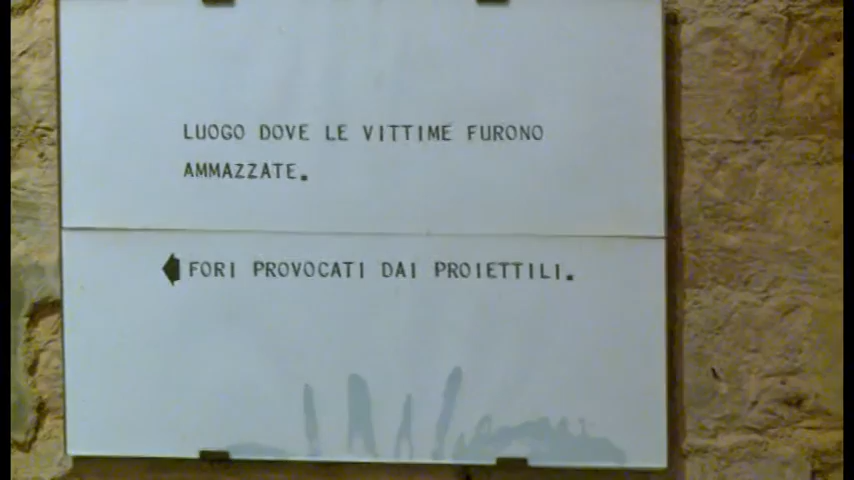 LUOGO DOVE LE VITTIME FURONO
AMMAZZATE.
FORI PROVOCATI DAI PROIETTILI.